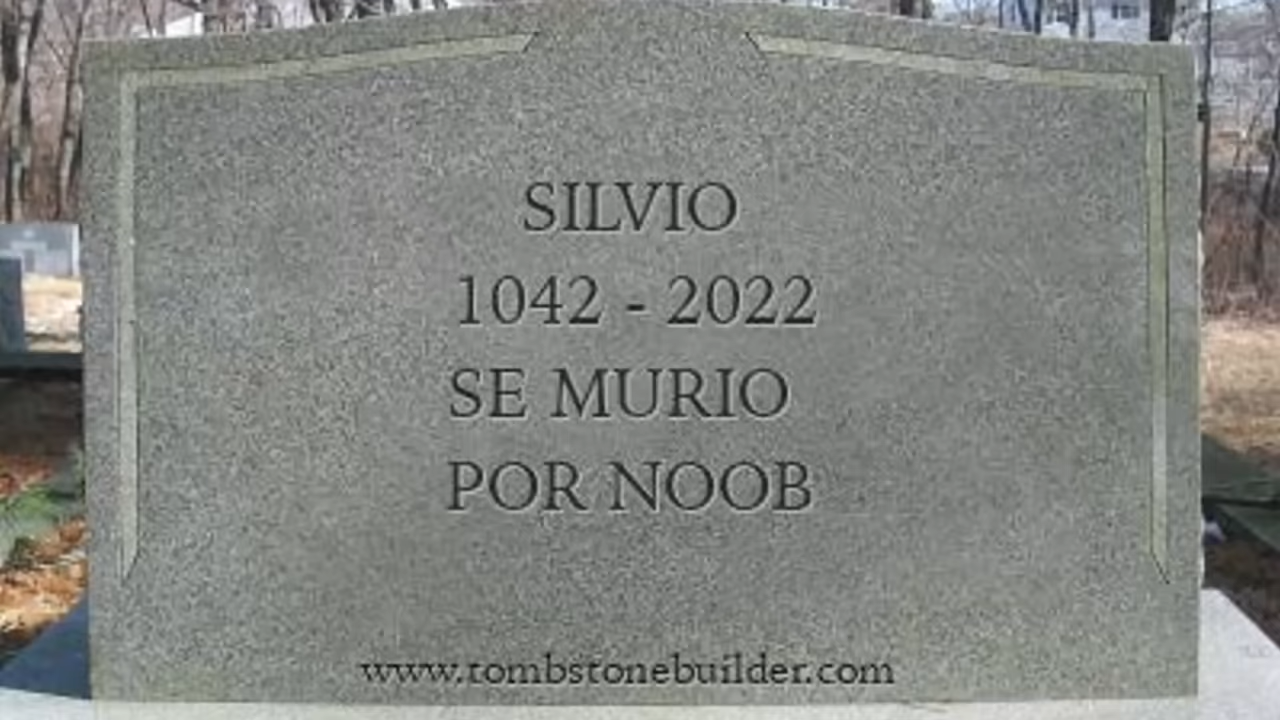 SILVIO
1042 - 2022
SE MURIO
POR NOOB
www.tombstonebuilder.com